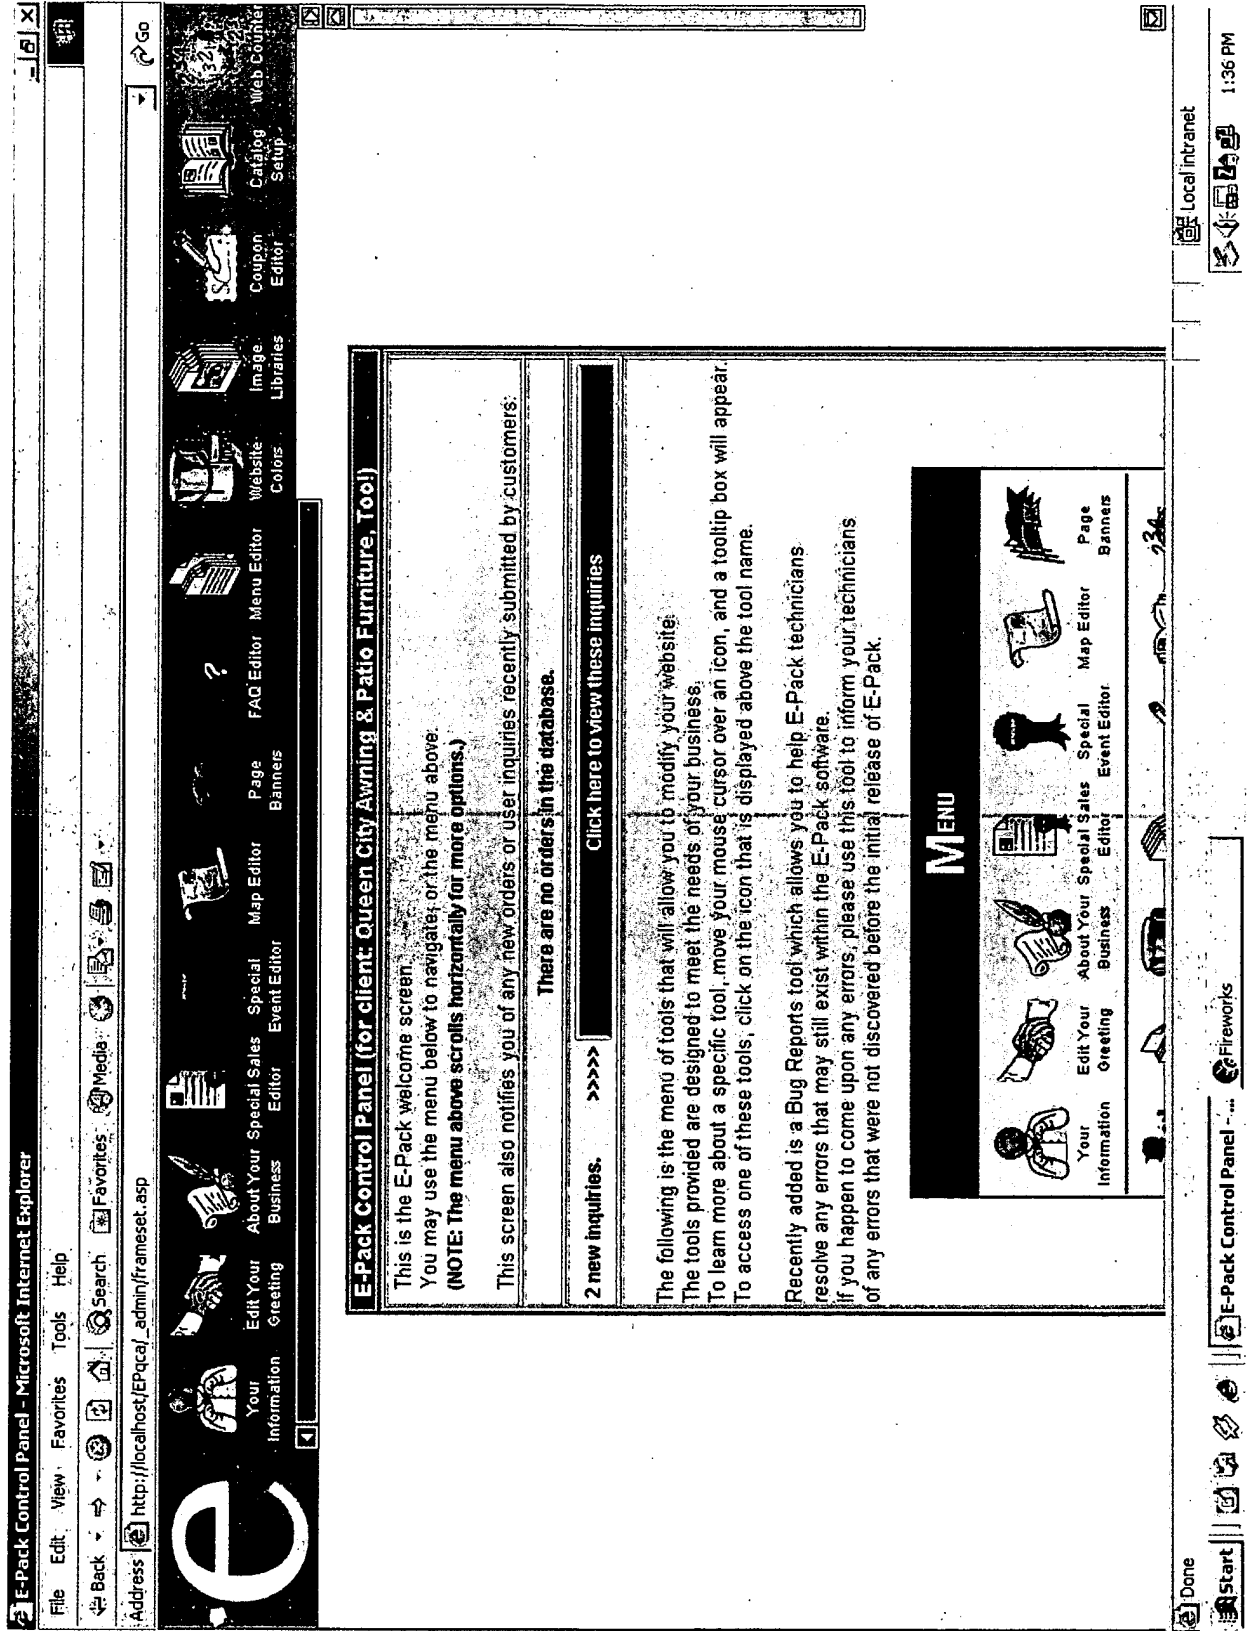 E-Pack Control Panel - Microsoft Internet Explorer
File Edit View Favorites Tools Help
Back Search Favorites Media
Address http://localhost/EPqca/_admin/frameset.asp Go
e
Your Information
Edit Your Greeting
About Your Business
Special Sales Editor
Special Event Editor
Map Editor
Page Banners
FAQ Editor
Menu Editor
Website Colors
Image Libraries
Coupon Editor
Catalog Setup
Web Counter
E-Pack Control Panel (for client: Queen City Awning & Patio Furniture, Too!)
This is the E-Pack welcome screen.
You may use the menu below to navigate, or the menu above.
(NOTE: The menu above scrolls horizontally for more options.)
This screen also notifies you of any new orders or user inquiries recently submitted by customers:
There are no orders in the database.
2 new inquiries. >>>>> Click here to view these inquiries
The following is the menu of tools that will allow you to modify your website.
The tools provided are designed to meet the needs of your business.
To learn more about a specific tool, move your mouse cursor over an icon, and a tooltip box will appear.
To access one of these tools, click on the icon that is displayed above the tool name.
Recently added is a Bug Reports tool which allows you to help E-Pack technicians
resolve any errors that may still exist within the E-Pack software.
If you happen to come upon any errors, please use this tool to inform your technicians
of any errors that were not discovered before the initial release of E-Pack.
MENU
Your Information
Edit Your Greeting
About Your Business
Special Sales Editor
Special Event Editor
Map Editor
Page Banners
Done Local intranet
Start E-Pack Control Panel -... Fireworks 1:36 PM